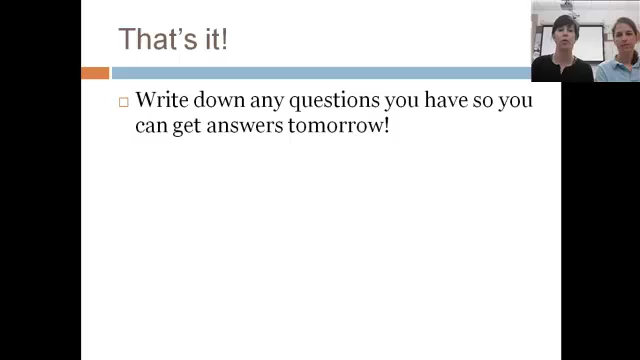 That's it!
Write down any questions you have so you
can get answers tomorrow!